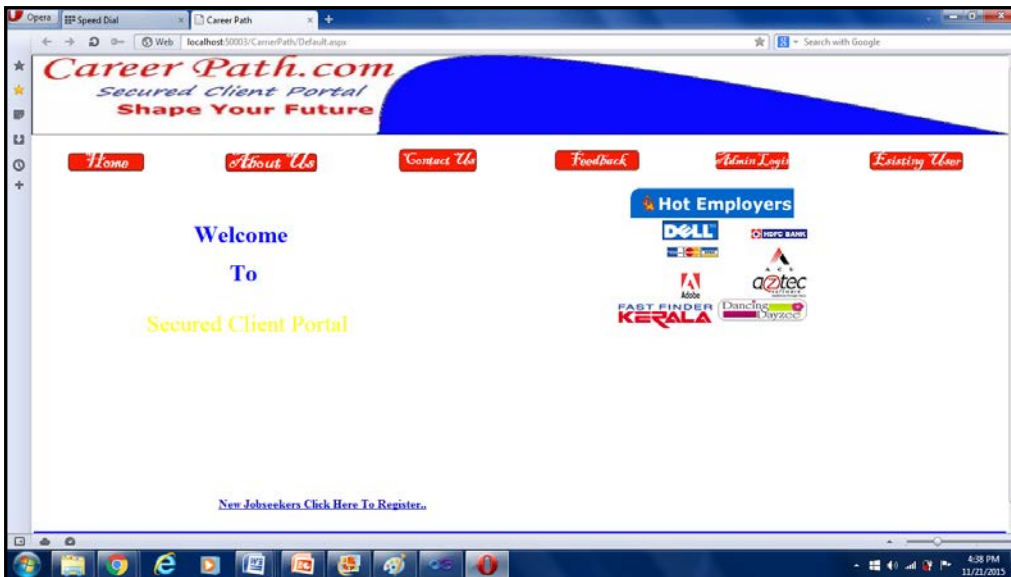 Opera Speed Dial Career Path
Web localhost:50003/CarrierPath/Default.aspx Search with Google
Career Path.com
Secured Client Portal
Shape Your Future
Home About Us Contact Us Feedback Admin Login Existing User
Hot Employers
DELL HDFC BANK
Welcome
To
Adobe
ACS
aztec
FAST FINDER
KERALA
Dancing
Dayzee
Secured Client Portal
New Jobseekers Click Here To Register..
4:38 PM
11/21/2015